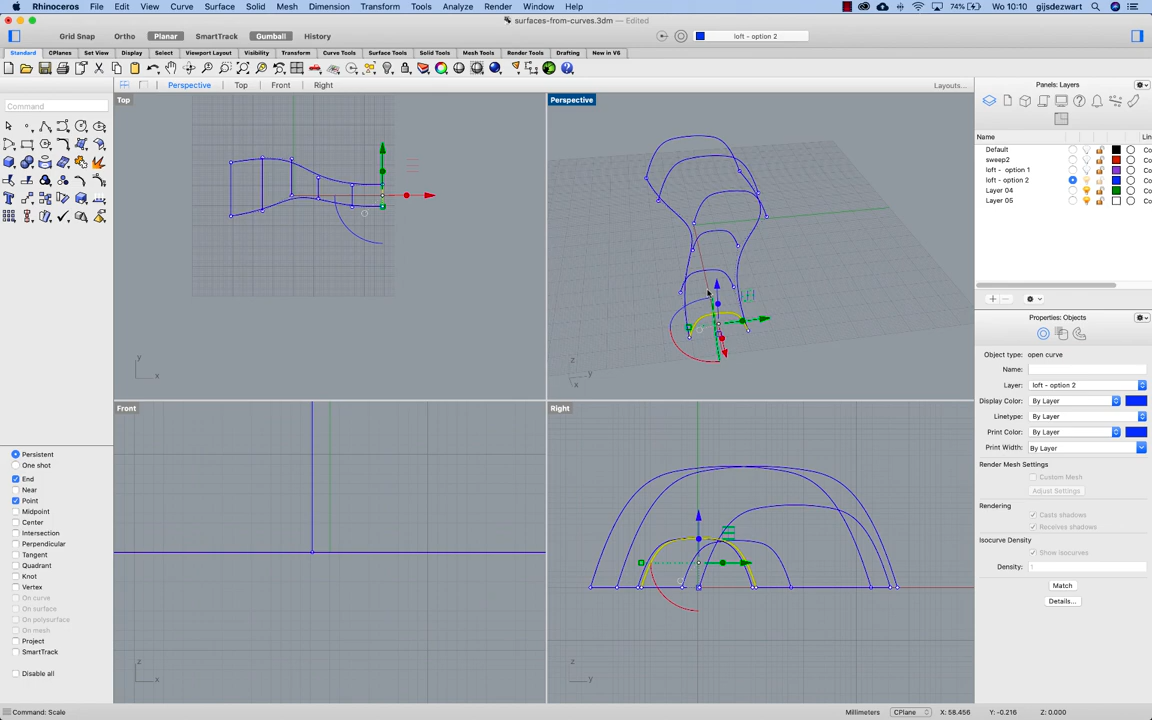 Rhinoceros File Edit View Curve Surface Solid Mesh Dimension Transform Tools Analyze Render Window Help 74% Wo 10:10 gijsdezwart
surfaces-from-curves.3dm — Edited
Grid Snap Ortho Planar SmartTrack Gumball History loft - option 2
Standard CPlanes Set View Display Select Viewport Layout Visibility Transform Curve Tools Surface Tools Solid Tools Mesh Tools Render Tools Drafting New in V6
Perspective Top Front Right Layouts...
Panels: Layers
Command
Top
Perspective
Name Lin
Default Co
sweep2 Co
loft - option 1 Co
loft - option 2 Co
Layer 04 Co
Layer 05 Co
y
x
z
y
x
Properties: Objects
Object type: open curve
Name:
Layer: loft - option 2
Display Color: By Layer
Linetype: By Layer
Print Color: By Layer
Print Width: By Layer
Render Mesh Settings
Custom Mesh
Adjust Settings
Rendering
Casts shadows
Receives shadows
Isocurve Density
Show isocurves
Density: 1
Match
Details...
Front
Right
Persistent
One shot
End
Near
Point
Midpoint
Center
Intersection
Perpendicular
Tangent
Quadrant
Knot
Vertex
On curve
On surface
On polysurface
On mesh
Project
SmartTrack
Disable all
z
x
z
y
Command: Scale Millimeters CPlane X: 58.456 Y: -0.216 Z: 0.000